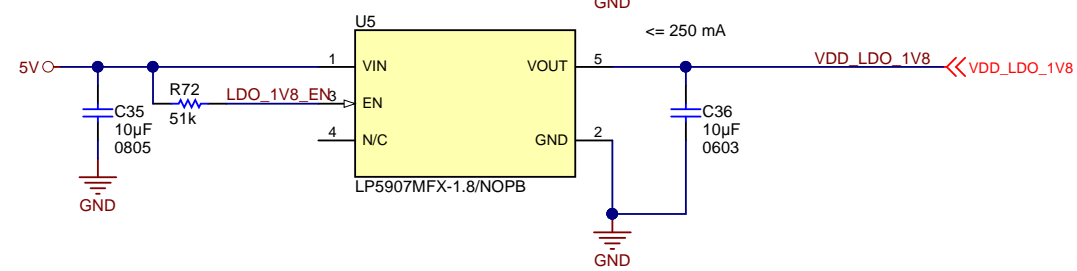 GND
U5
<= 250 mA
5V
1
VIN
VOUT
5
VDD_LDO_1V8
VDD_LDO_1V8
R72
LDO_1V8_EN
3
EN
51k
C35
10µF
0805
4
N/C
GND
2
C36
10µF
0603
LP5907MFX-1.8/NOPB
GND
GND